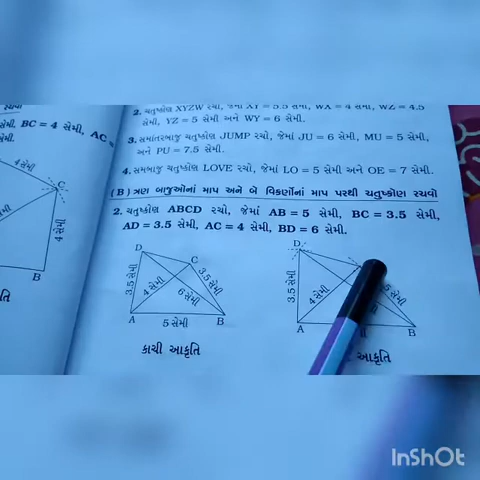 સેમી, BC = 4 સેમી, AC =
સેમી.
4 સેમી
C
4 સેમી
B
2. ચતુષ્કોણ XYZW રચો, જેમાં XY = 5.5 સેમી, WX = 4 સેમી, WZ = 4.5
સેમી, YZ = 5 સેમી અને WY = 6 સેમી.
3. સમાંતરબાજુ ચતુષ્કોણ JUMP રચો, જેમાં JU = 6 સેમી, MU = 5 સેમી,
અને PU = 7.5 સેમી.
4. સમબાજુ ચતુષ્કોણ LOVE રચો, જેમાં LO = 5 સેમી અને OE = 7 સેમી.
(B) ત્રણ બાજુઓનાં માપ અને બે વિકર્ણોનાં માપ પરથી ચતુષ્કોણ રચવો
2. ચતુષ્કોણ ABCD રચો, જેમાં AB = 5 સેમી, BC = 3.5 સેમી,
AD = 3.5 સેમી, AC = 4 સેમી, BD = 6 સેમી.
D
C
3.5 સેમી
4 સેમી
6 સેમી
3.5 સેમી
A
B
5 સેમી
કાચી આકૃતિ
D
3.5 સેમી
4 સેમી
સેમી
A
B
આકૃતિ
InShOt